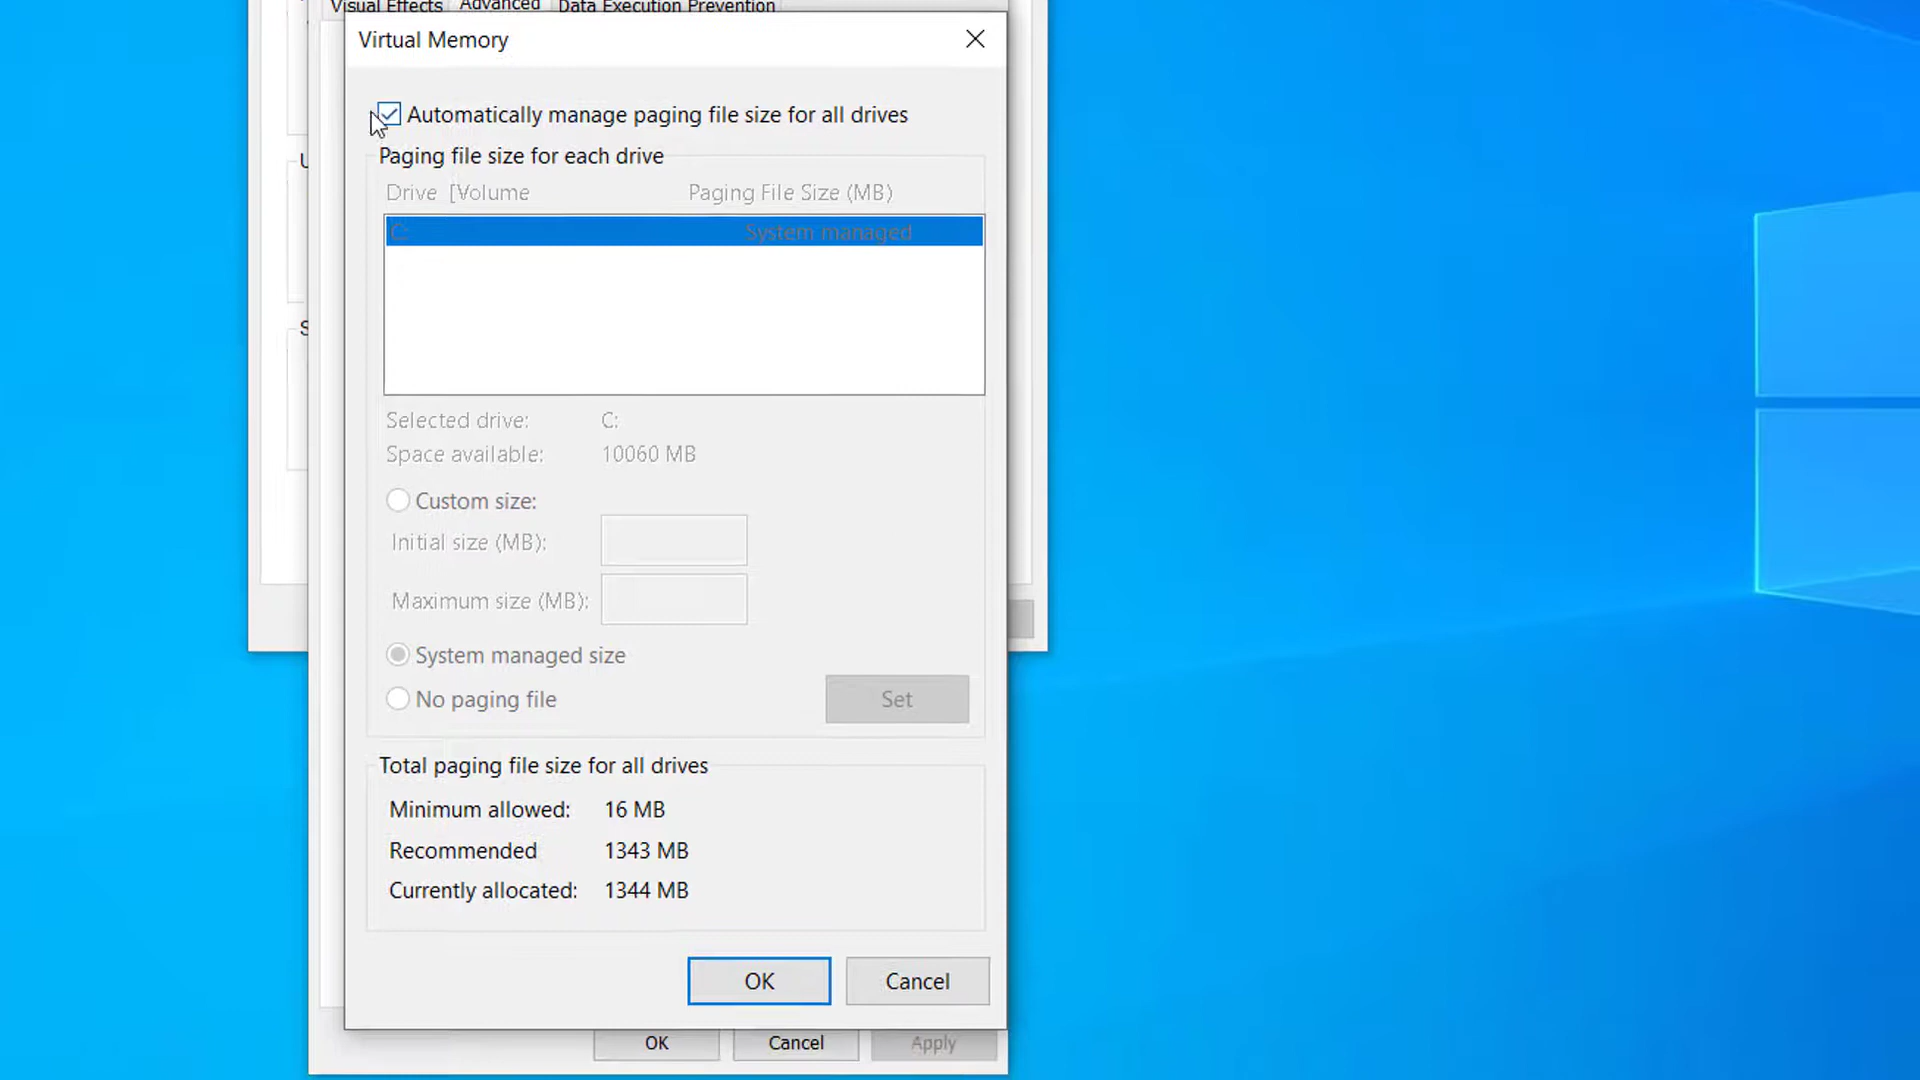 Visual Effects Advanced Data Execution Prevention
Virtual Memory
Automatically manage paging file size for all drives
Paging file size for each drive
Drive [Volume Paging File Size (MB)
C: System managed
Selected drive: C:
Space available: 10060 MB
Custom size:
Initial size (MB):
Maximum size (MB):
System managed size
No paging file Set
Total paging file size for all drives
Minimum allowed: 16 MB
Recommended 1343 MB
Currently allocated: 1344 MB
OK Cancel
OK Cancel Apply